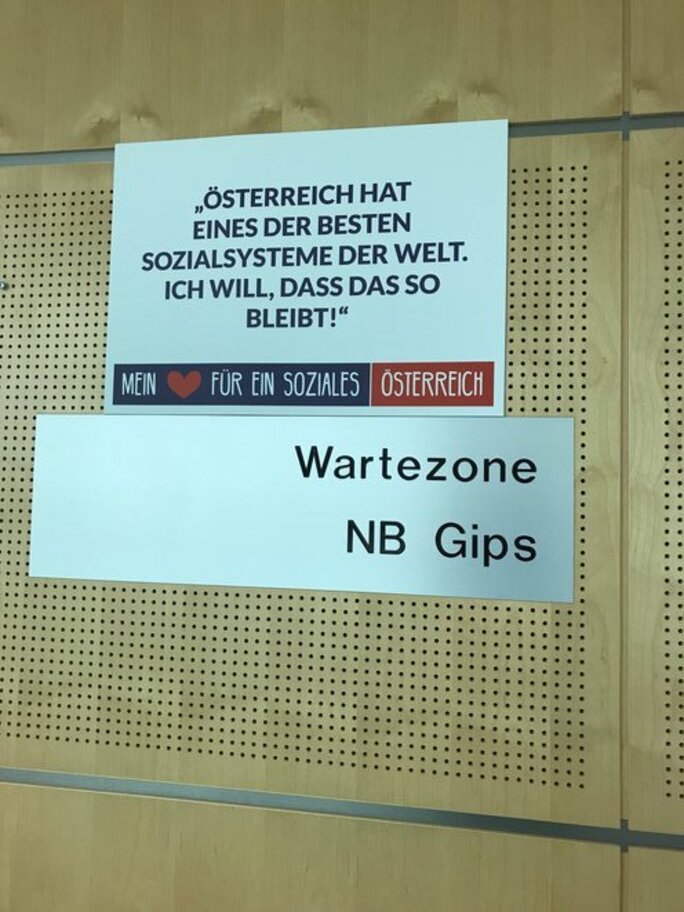 „ÖSTERREICH HAT
EINES DER BESTEN
SOZIALSYSTEME DER WELT.
ICH WILL, DASS DAS SO
BLEIBT!“
MEIN ❤ FÜR EIN SOZIALES ÖSTERREICH
Wartezone
NB Gips